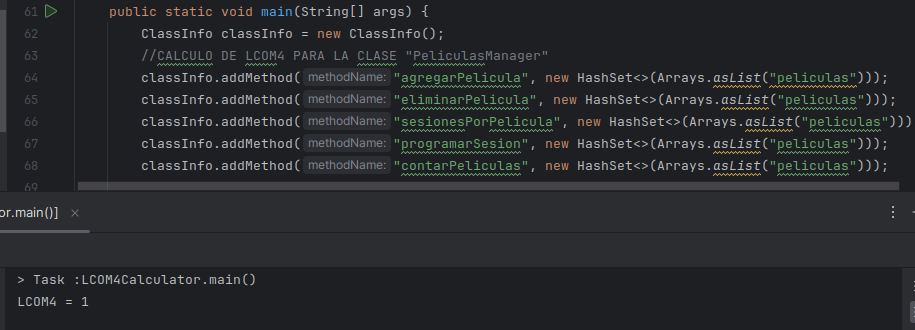 61 public static void main(String[] args) {
62 ClassInfo classInfo = new ClassInfo();
63 //CALCULO DE LCOM4 PARA LA CLASE "PeliculasManager"
64 classInfo.addMethod( methodName: "agregarPelicula", new HashSet<>(Arrays.asList("peliculas")));
65 classInfo.addMethod( methodName: "eliminarPelicula", new HashSet<>(Arrays.asList("peliculas")));
66 classInfo.addMethod( methodName: "sesionesPorPelicula", new HashSet<>(Arrays.asList("peliculas")))
67 classInfo.addMethod( methodName: "programarSesion", new HashSet<>(Arrays.asList("peliculas")));
68 classInfo.addMethod( methodName: "contarPeliculas", new HashSet<>(Arrays.asList("peliculas")));
69
or.main()] ×
> Task :LCOM4Calculator.main()
LCOM4 = 1